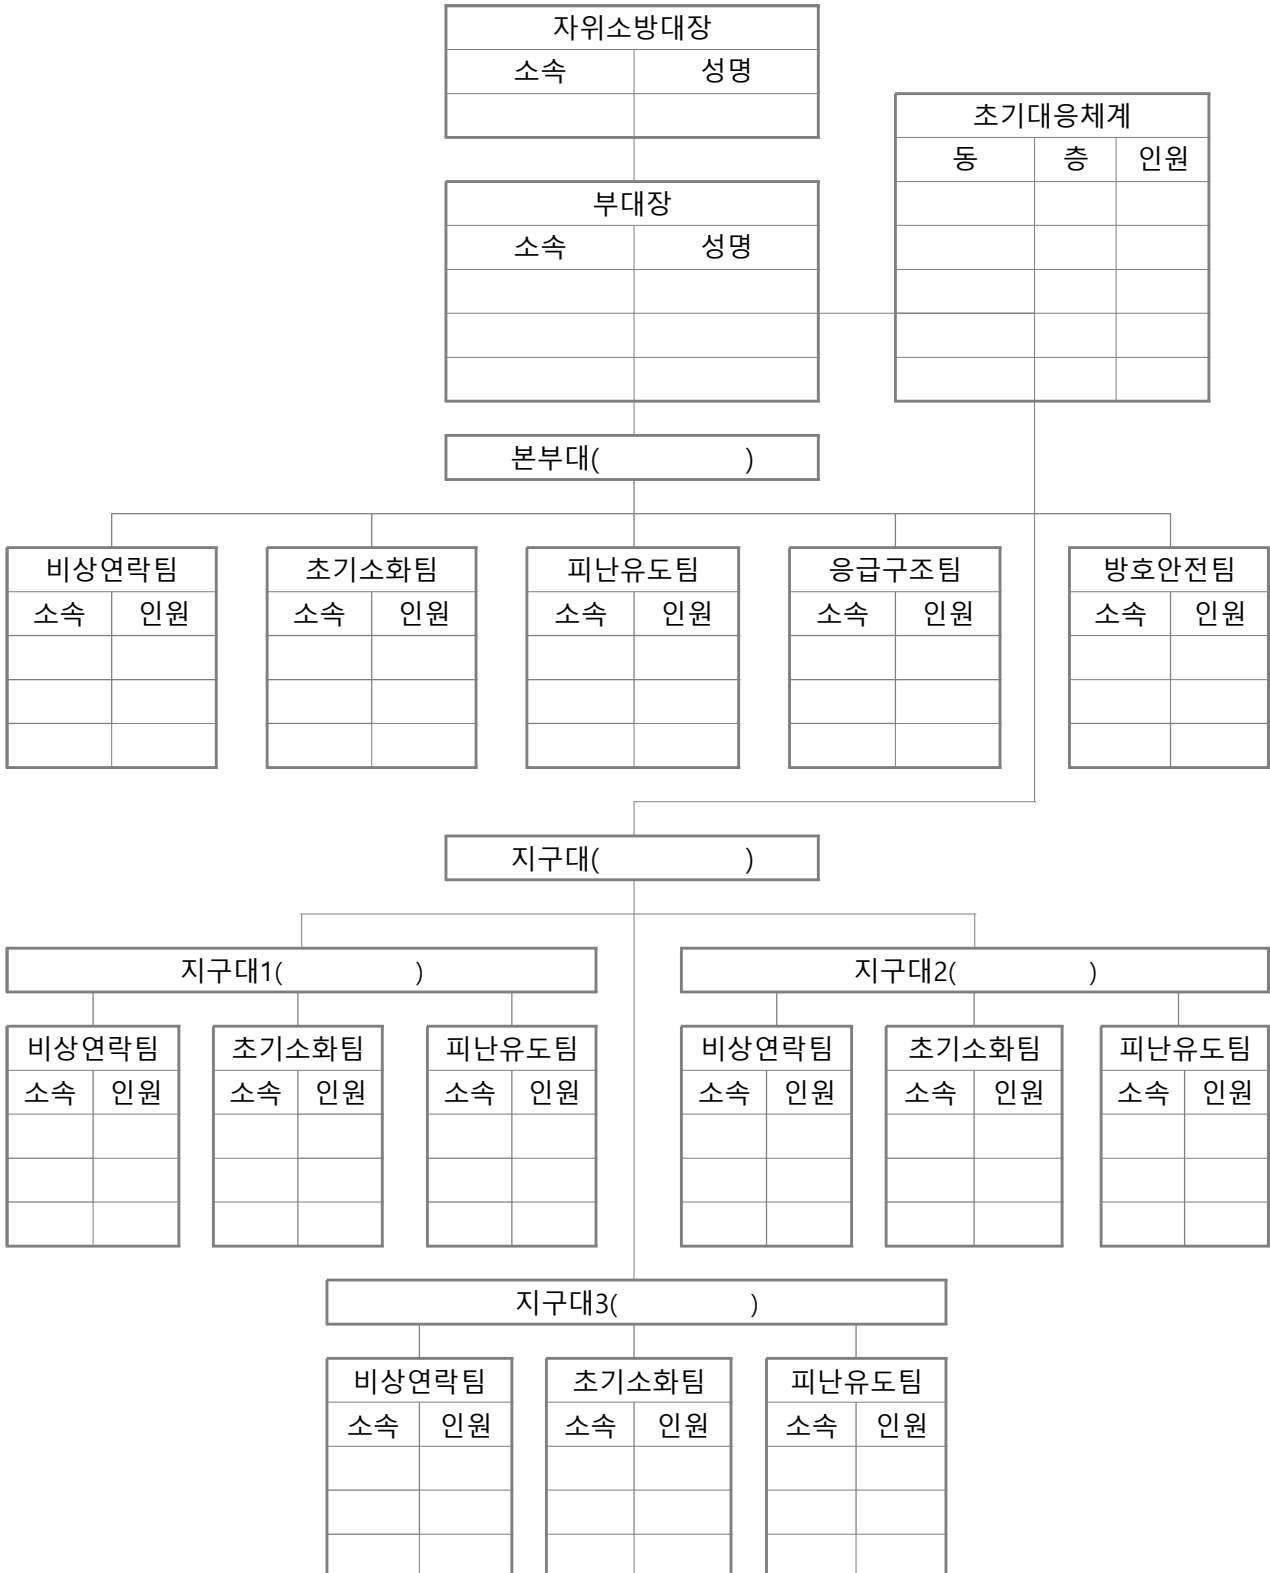 자위소방대장
소속 성명
초기대응체계
동 층 인원
부대장
소속 성명
본부대( )
비상연락팀 초기소화팀 피난유도팀 응급구조팀 방호안전팀
소속 인원 소속 인원 소속 인원 소속 인원 소속 인원
지구대( )
지구대1( ) 지구대2( )
비상연락팀 초기소화팀 피난유도팀 비상연락팀 초기소화팀 피난유도팀
소속 인원 소속 인원 소속 인원 소속 인원 소속 인원 소속 인원
지구대3( )
비상연락팀 초기소화팀 피난유도팀
소속 인원 소속 인원 소속 인원